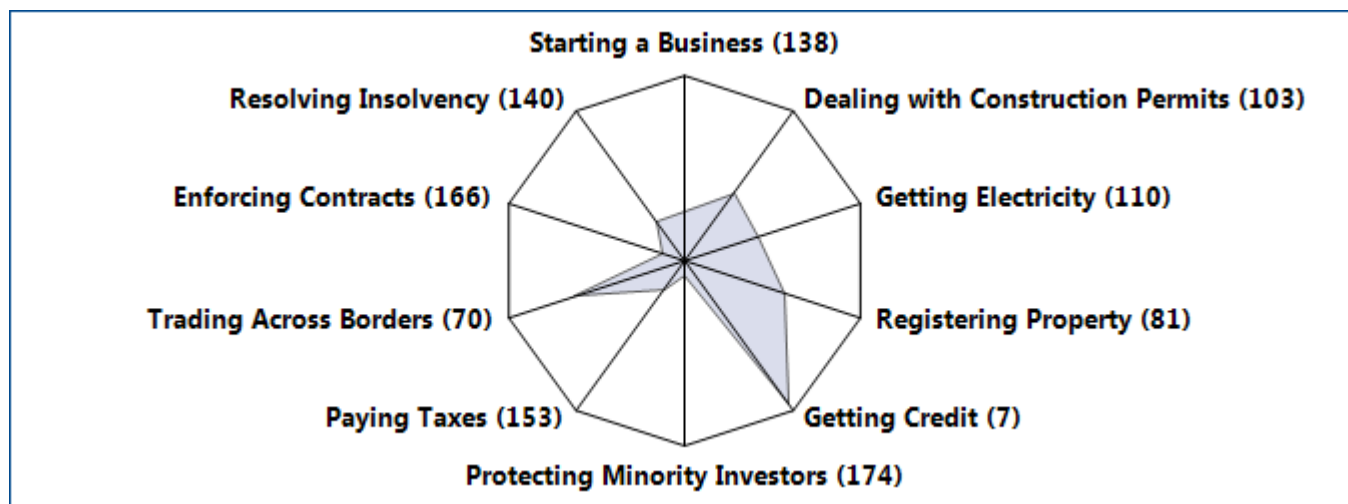 Starting a Business (138)
Resolving Insolvency (140)
Dealing with Construction Permits (103)
Enforcing Contracts (166)
Getting Electricity (110)
Trading Across Borders (70)
Registering Property (81)
Paying Taxes (153)
Getting Credit (7)
Protecting Minority Investors (174)